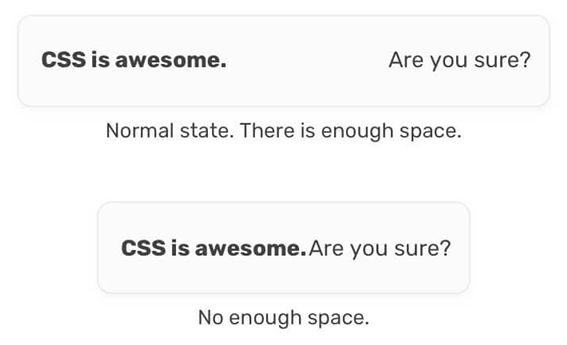 CSS is awesome. Are you sure?
Normal state. There is enough space.
CSS is awesome. Are you sure?
No enough space.